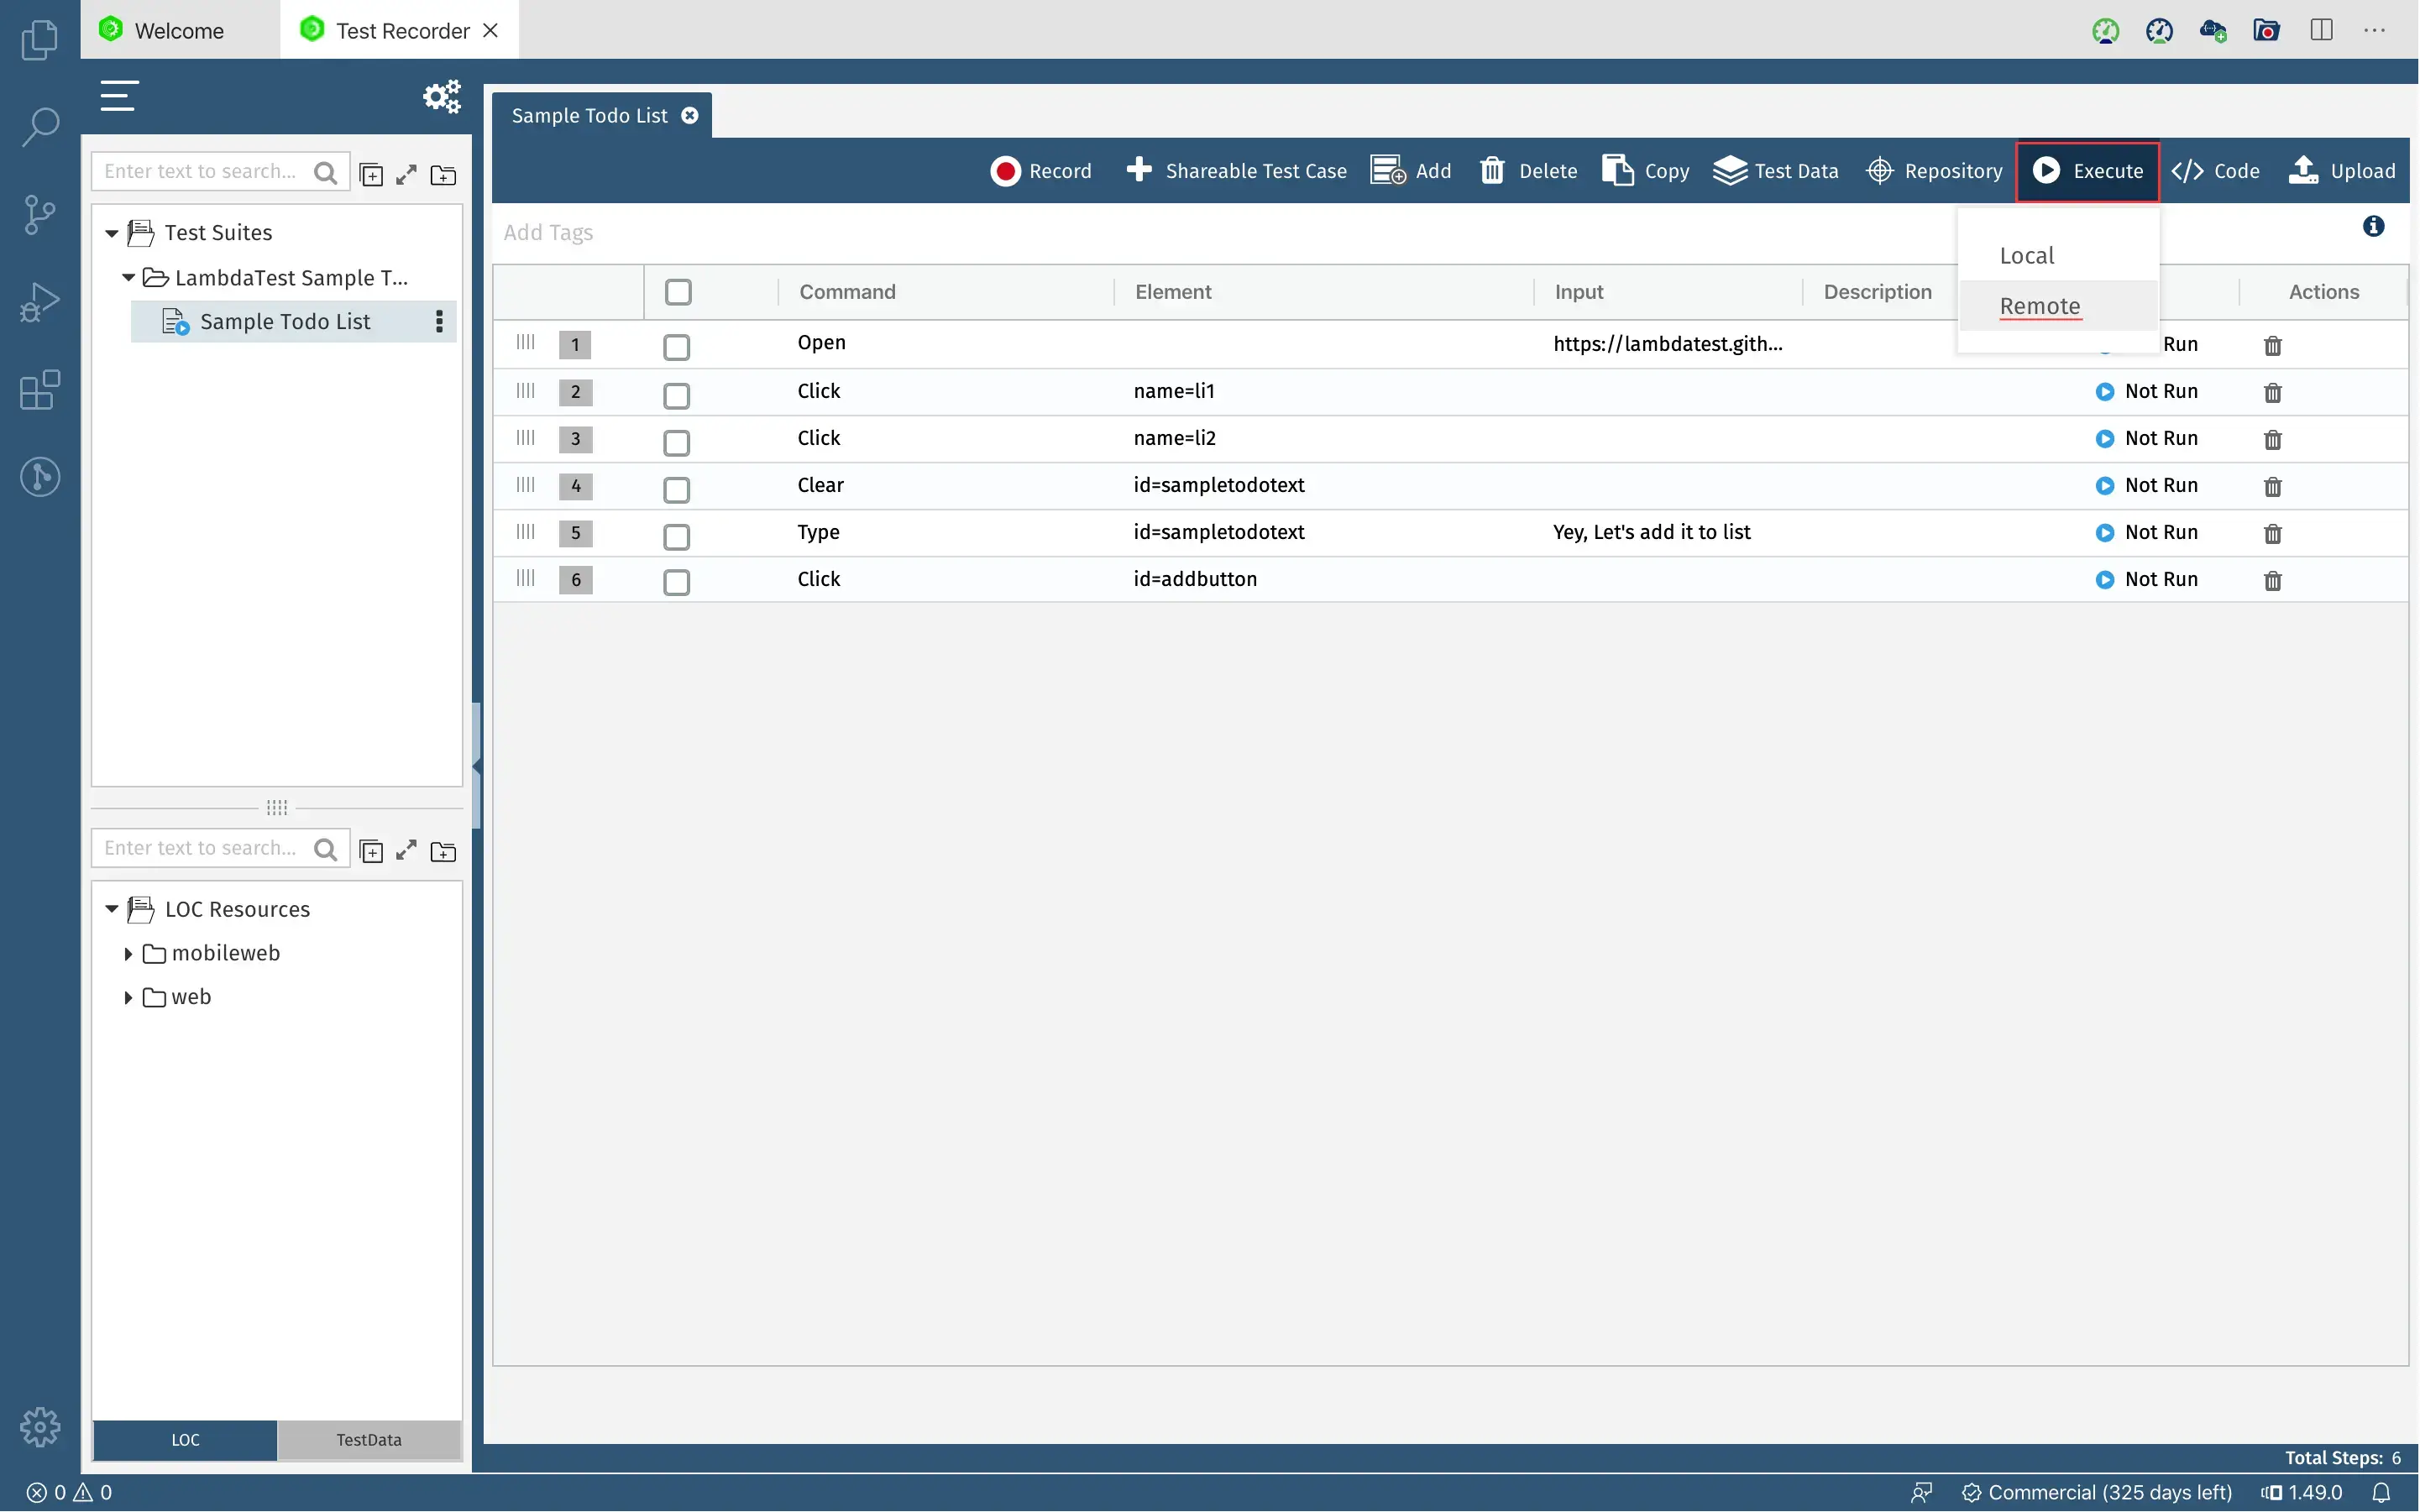 Welcome
Test Recorder
Sample Todo List
Record
Shareable Test Case
Add
Delete
Copy
Test Data
Repository
Execute
Code
Upload
Enter text to search...
Test Suites
LambdaTest Sample T...
Sample Todo List
Add Tags
Local
Remote
Command Element Input Description Actions
1 Open https://lambdatest.gith... Run
2 Click name=li1 Not Run
3 Click name=li2 Not Run
4 Clear id=sampletodotext Not Run
5 Type id=sampletodotext Yey, Let's add it to list Not Run
6 Click id=addbutton Not Run
Enter text to search...
LOC Resources
mobileweb
web
LOC TestData
Total Steps: 6
0 0
Commercial (325 days left) 1.49.0